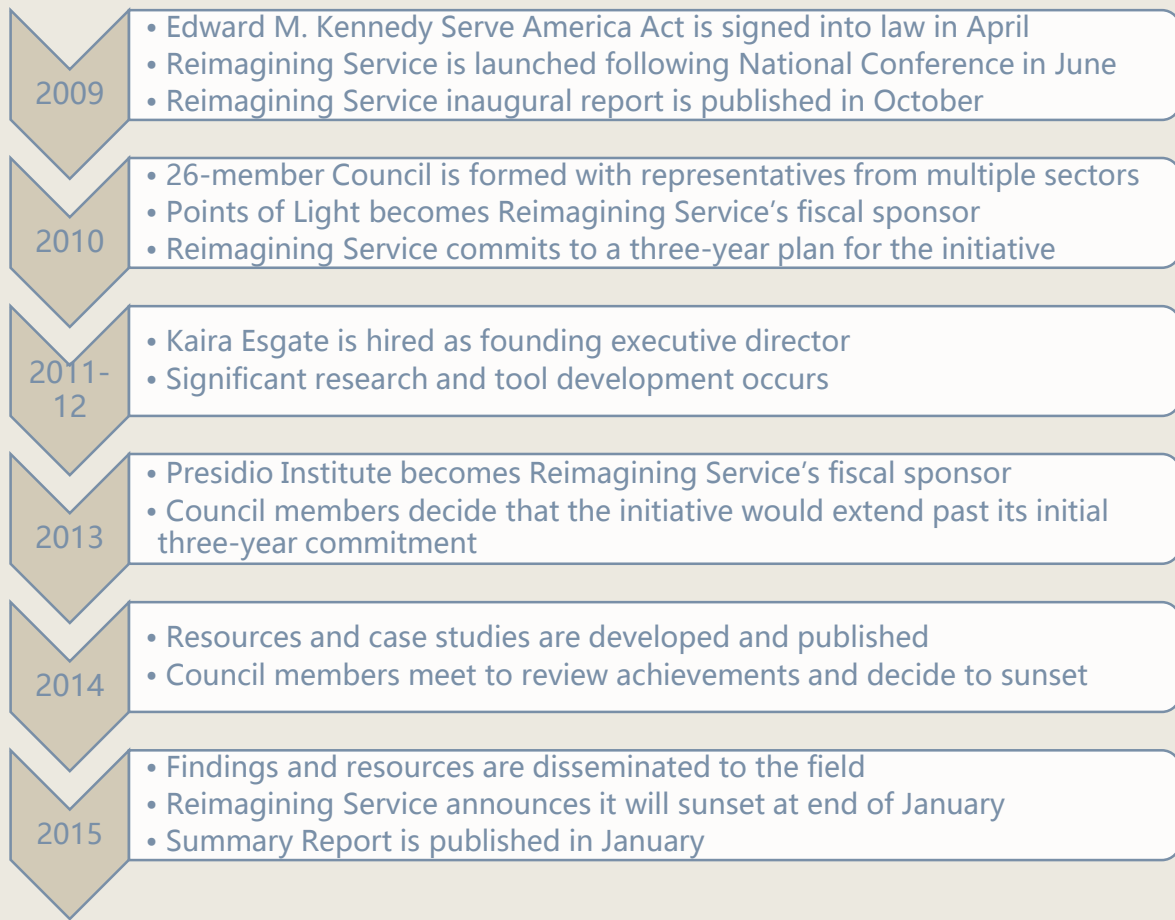 2009
• Edward M. Kennedy Serve America Act is signed into law in April
• Reimagining Service is launched following National Conference in June
• Reimagining Service inaugural report is published in October
2010
• 26-member Council is formed with representatives from multiple sectors
• Points of Light becomes Reimagining Service’s fiscal sponsor
• Reimagining Service commits to a three-year plan for the initiative
2011-
12
• Kaira Esgate is hired as founding executive director
• Significant research and tool development occurs
2013
• Presidio Institute becomes Reimagining Service’s fiscal sponsor
• Council members decide that the initiative would extend past its initial
three-year commitment
2014
• Resources and case studies are developed and published
• Council members meet to review achievements and decide to sunset
2015
• Findings and resources are disseminated to the field
• Reimagining Service announces it will sunset at end of January
• Summary Report is published in January